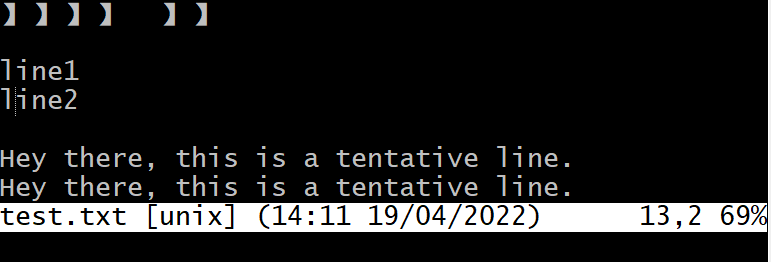 】】】】 】】
line1
line2
Hey there, this is a tentative line.
Hey there, this is a tentative line.
test.txt [unix] (14:11 19/04/2022) 13,2 69%